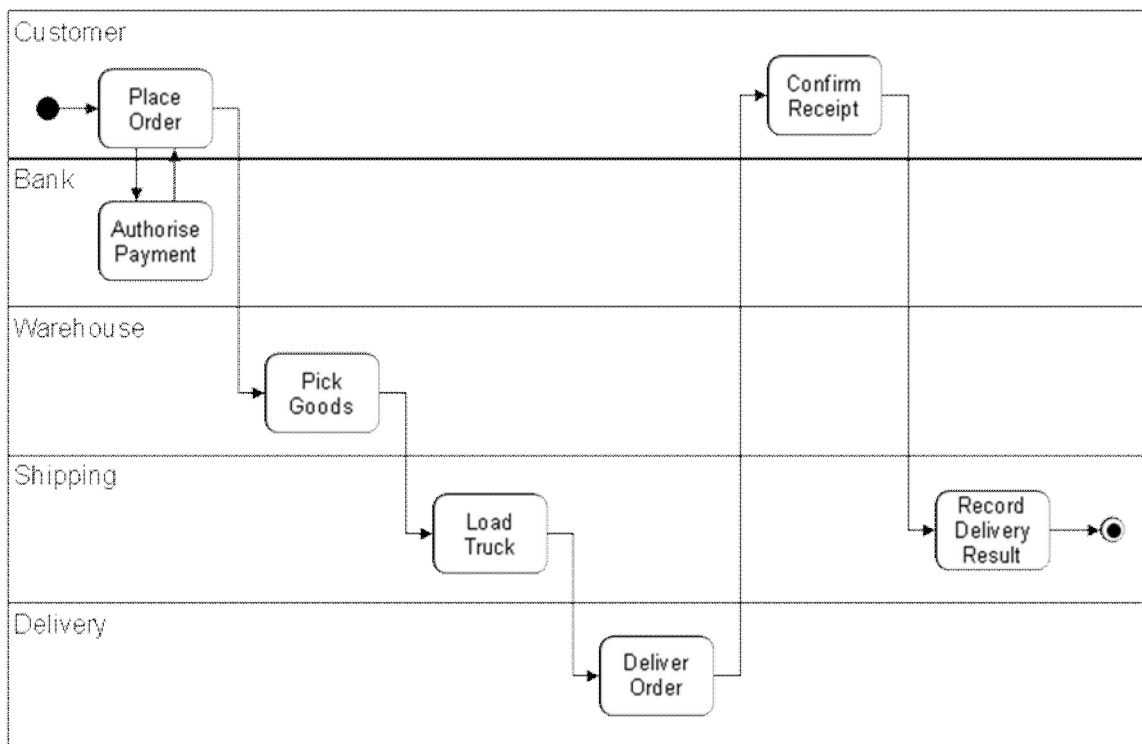 Customer
Place
Order
Confirm
Receipt
Bank
Authorise
Payment
Warehouse
Pick
Goods
Shipping
Load
Truck
Record
Delivery
Result
Delivery
Deliver
Order